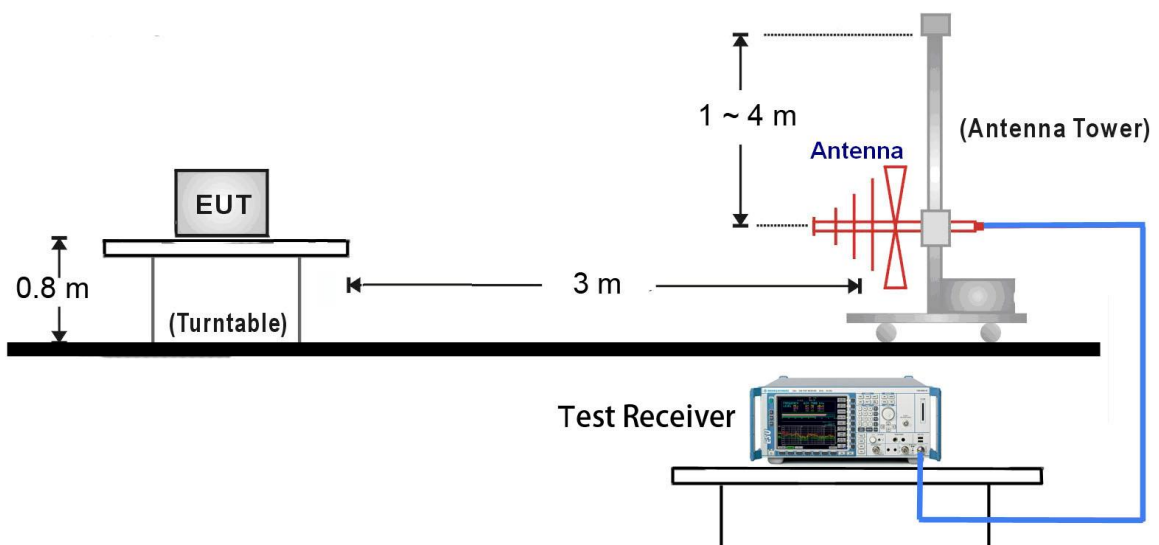 1 ~ 4 m
(Antenna Tower)
Antenna
EUT
0.8 m
3 m
(Turntable)
Test Receiver